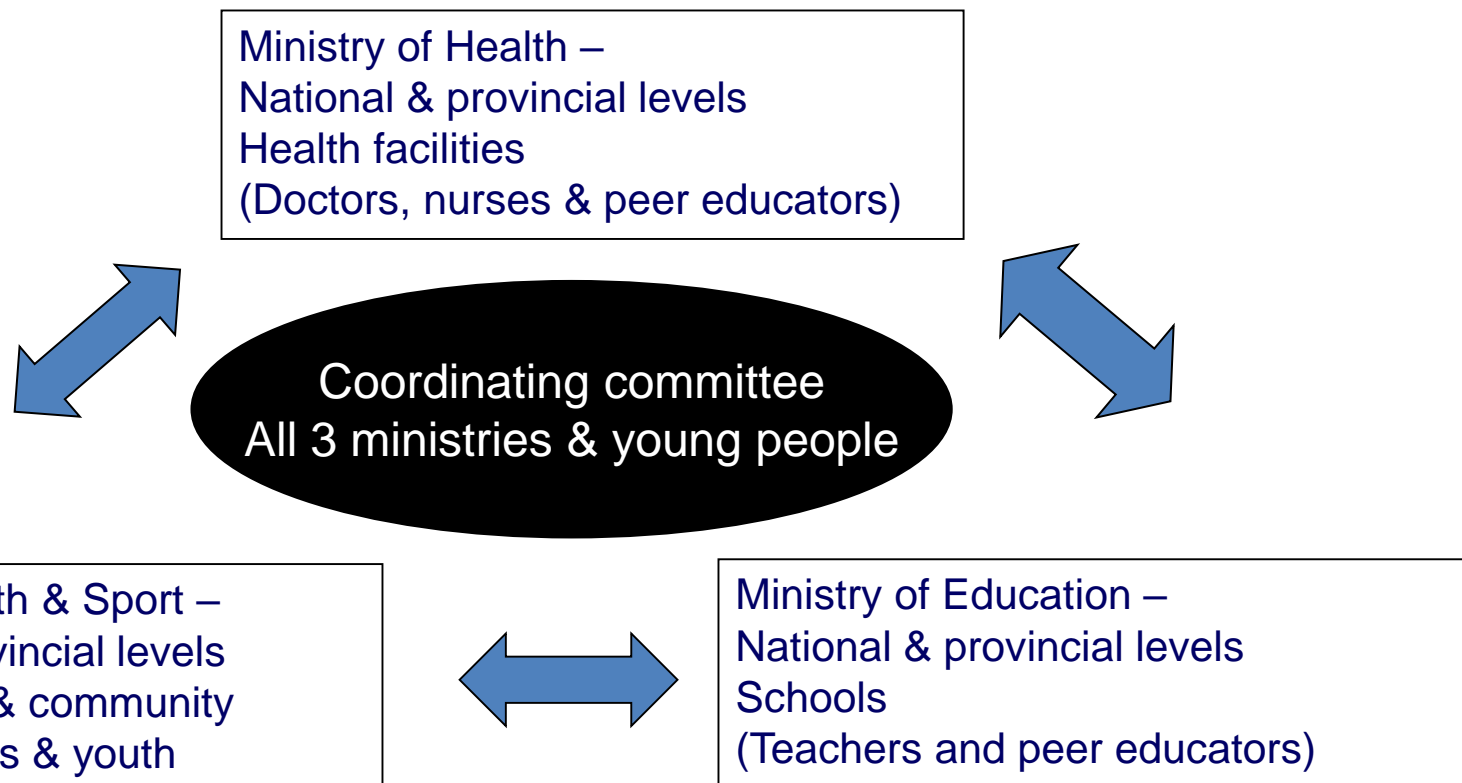 Ministry of Health –
National & provincial levels
Health facilities
(Doctors, nurses & peer educators)
Coordinating committee
All 3 ministries & young people
& Sport –
levels
& community
& youth
Ministry of Education –
National & provincial levels
Schools
(Teachers and peer educators)